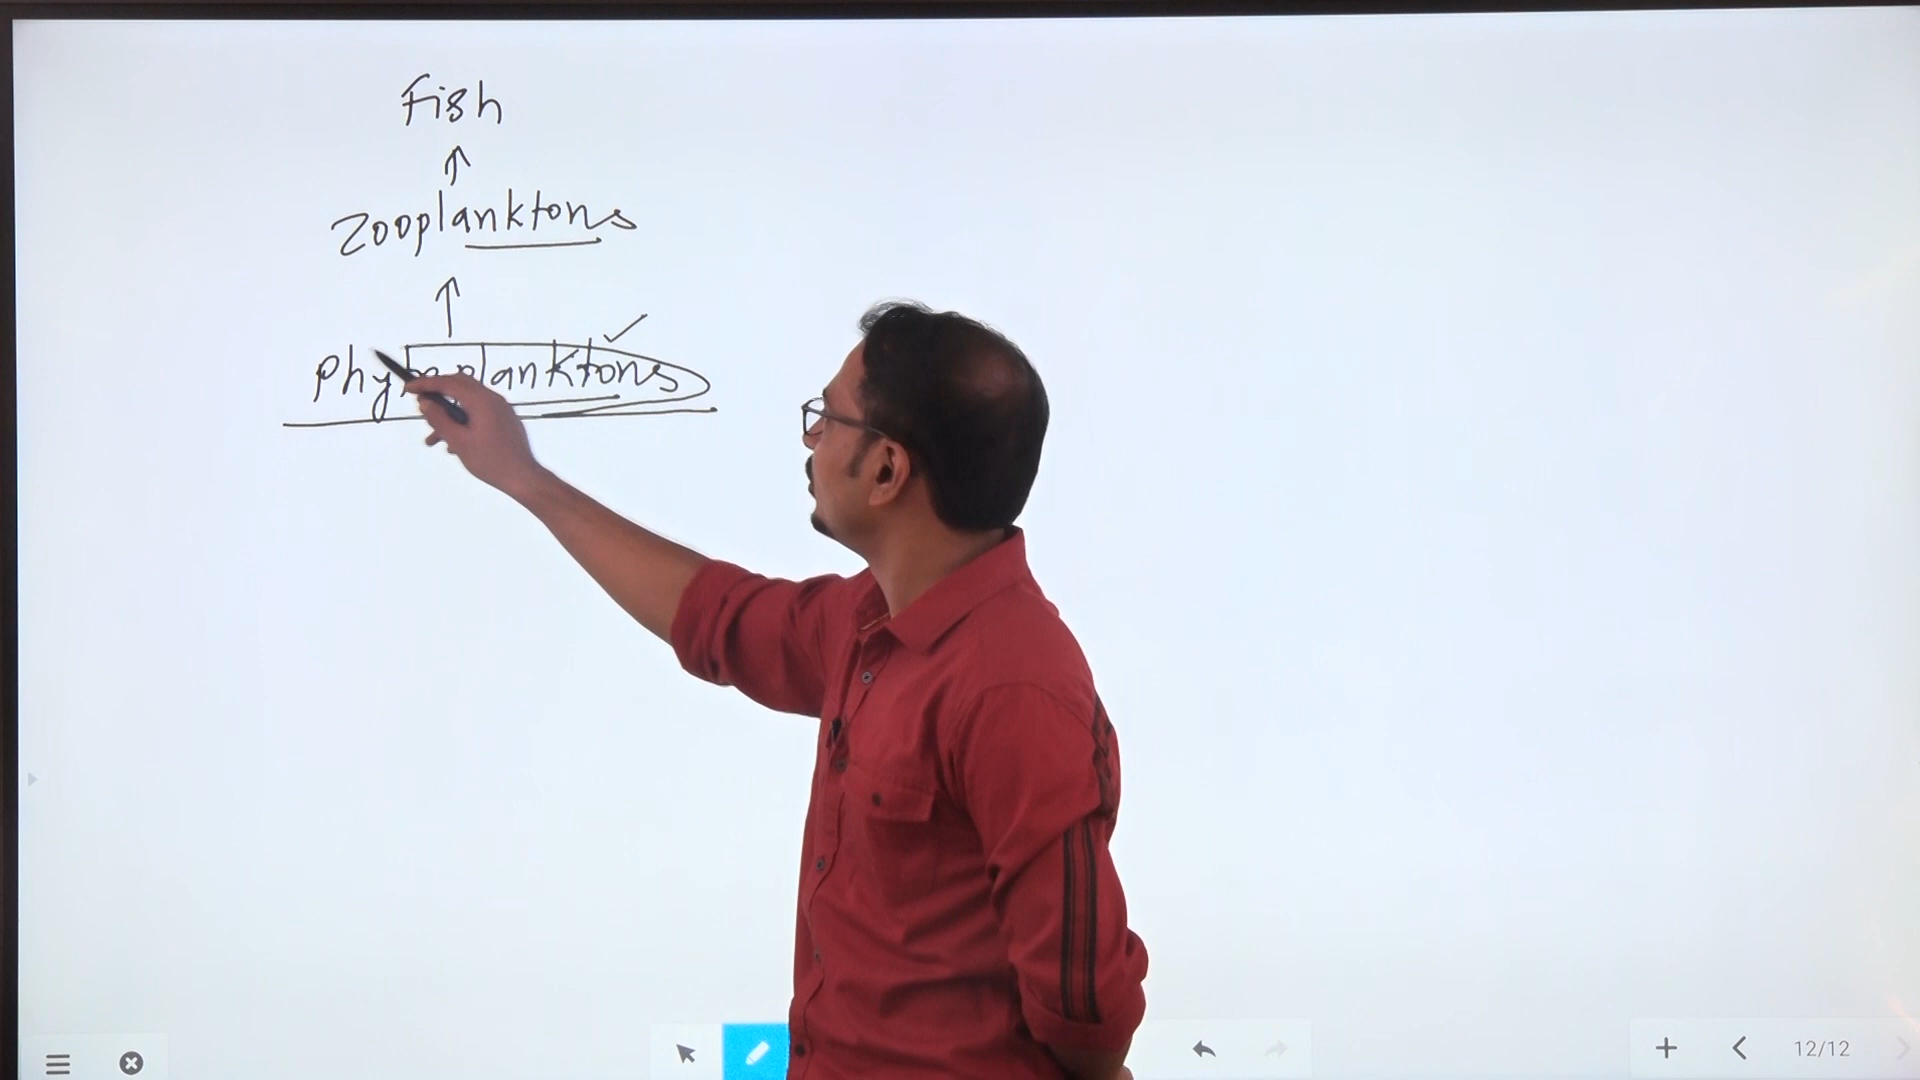 Fish
↑
Zooplanktons
↑
Phytoplanktons ✓
12/12